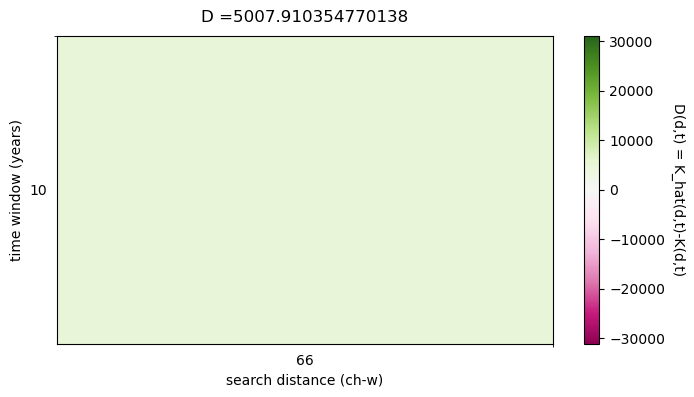 D =5007.910354770138
time window (years)
10
66
search distance (ch-w)
30000
20000
10000
0
−10000
−20000
−30000
D(d,t) = K_hat(d,t)-K(d,t)